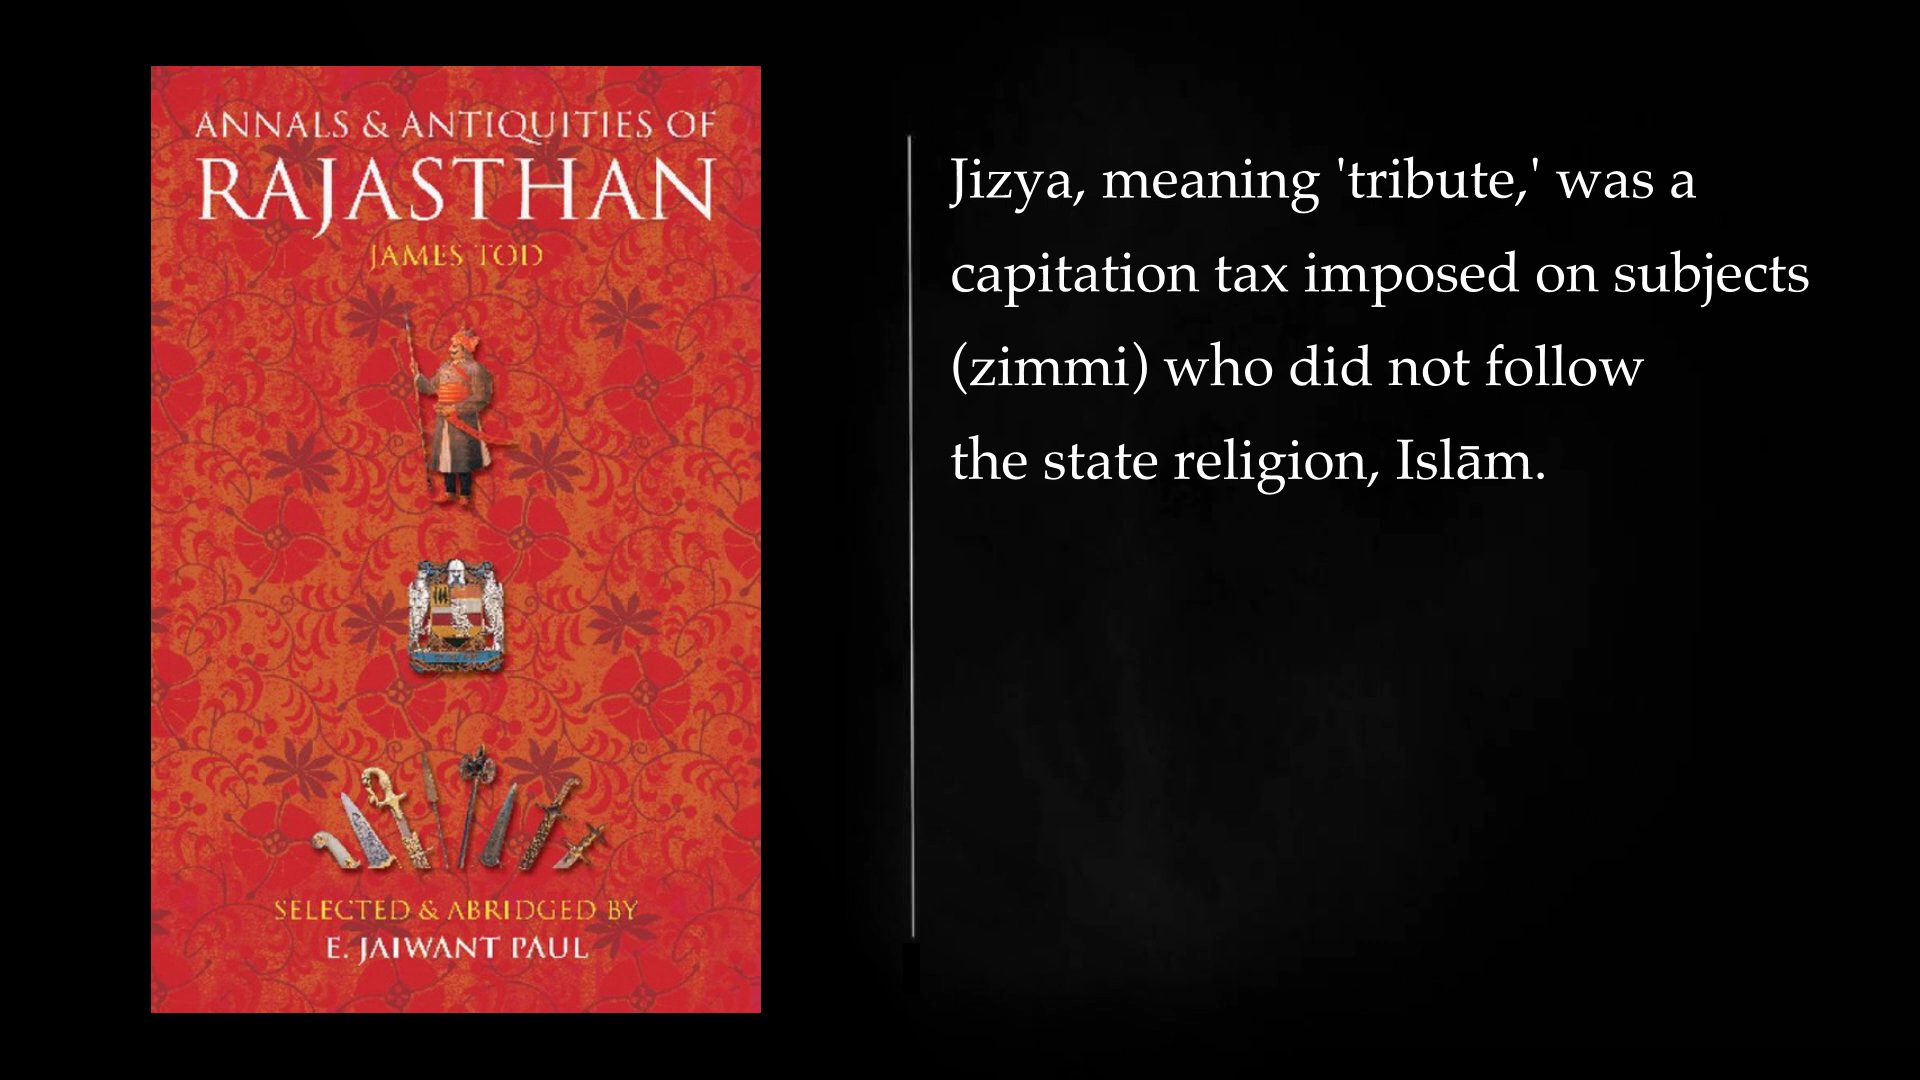 ANNALS & ANTIQUITIES OF
RAJASTHAN
JAMES TOD
SELECTED & ABRIDGED BY
E. JAIWANT PAUL
Jizya, meaning 'tribute,' was a
capitation tax imposed on subjects
(zimmi) who did not follow
the state religion, Islām.